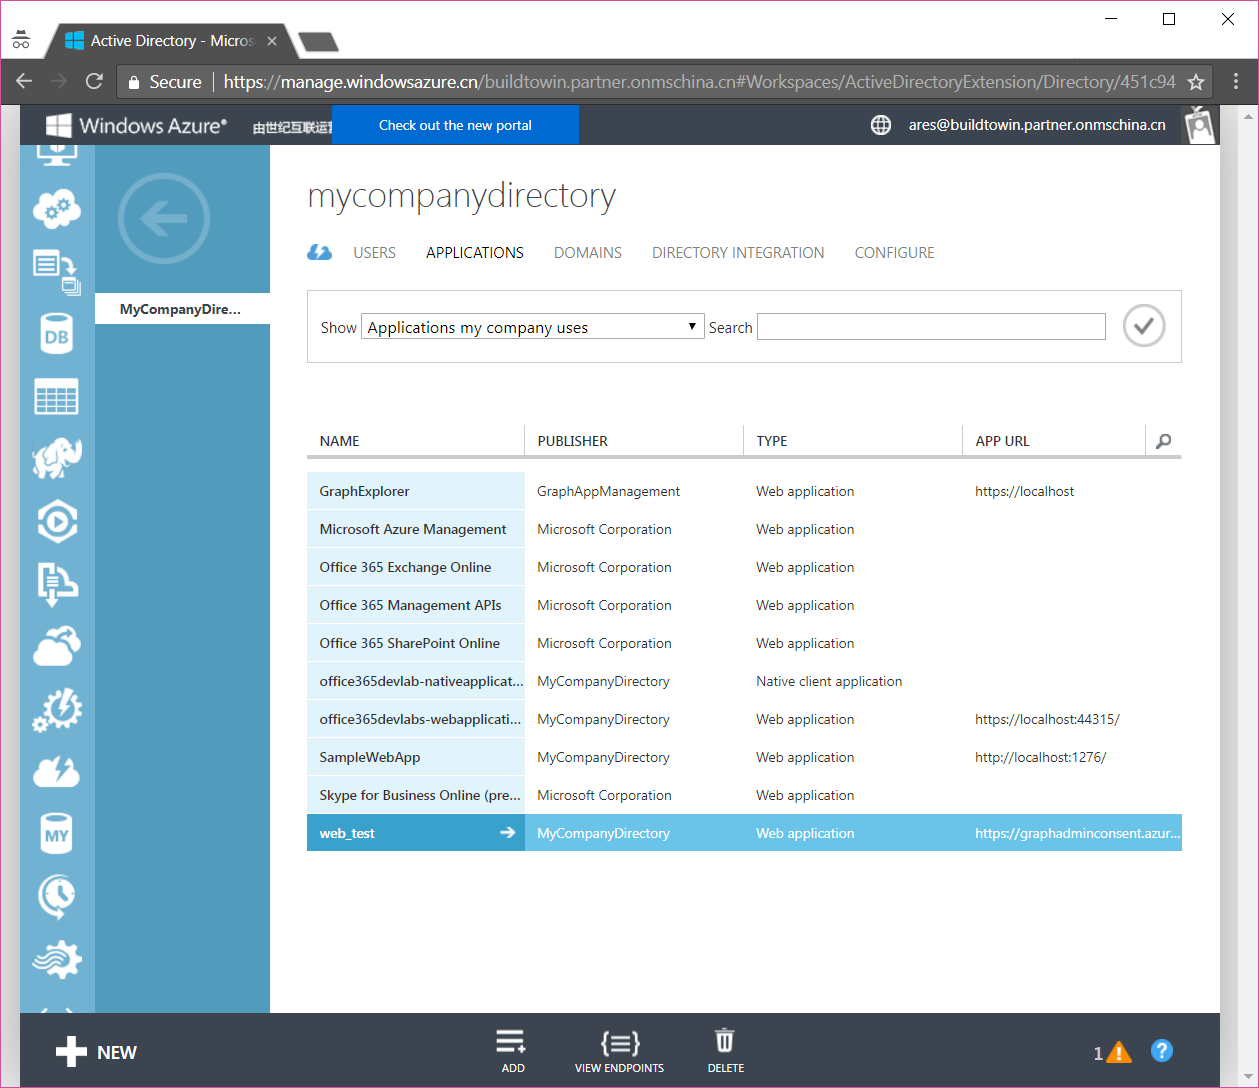 Active Directory - Micros
Secure
https://manage.windowsazure.cn/buildtowin.partner.onmschina.cn#Workspaces/ActiveDirectoryExtension/Directory/451c94
Windows Azure®
由世纪互联运营
Check out the new portal
ares@buildtowin.partner.onmschina.cn
DB
MY
MyCompanyDire...
mycompanydirectory
USERS APPLICATIONS DOMAINS DIRECTORY INTEGRATION CONFIGURE
Show Applications my company uses Search
NAME PUBLISHER TYPE APP URL
GraphExplorer GraphAppManagement Web application https://localhost
Microsoft Azure Management Microsoft Corporation Web application
Office 365 Exchange Online Microsoft Corporation Web application
Office 365 Management APIs Microsoft Corporation Web application
Office 365 SharePoint Online Microsoft Corporation Web application
office365devlab-nativeapplicat... MyCompanyDirectory Native client application
office365devlabs-webapplicati... MyCompanyDirectory Web application https://localhost:44315/
SampleWebApp MyCompanyDirectory Web application http://localhost:1276/
Skype for Business Online (pre... Microsoft Corporation Web application
web_test MyCompanyDirectory Web application https://graphadminconsent.azur...
NEW
ADD
VIEW ENDPOINTS
DELETE
1
?